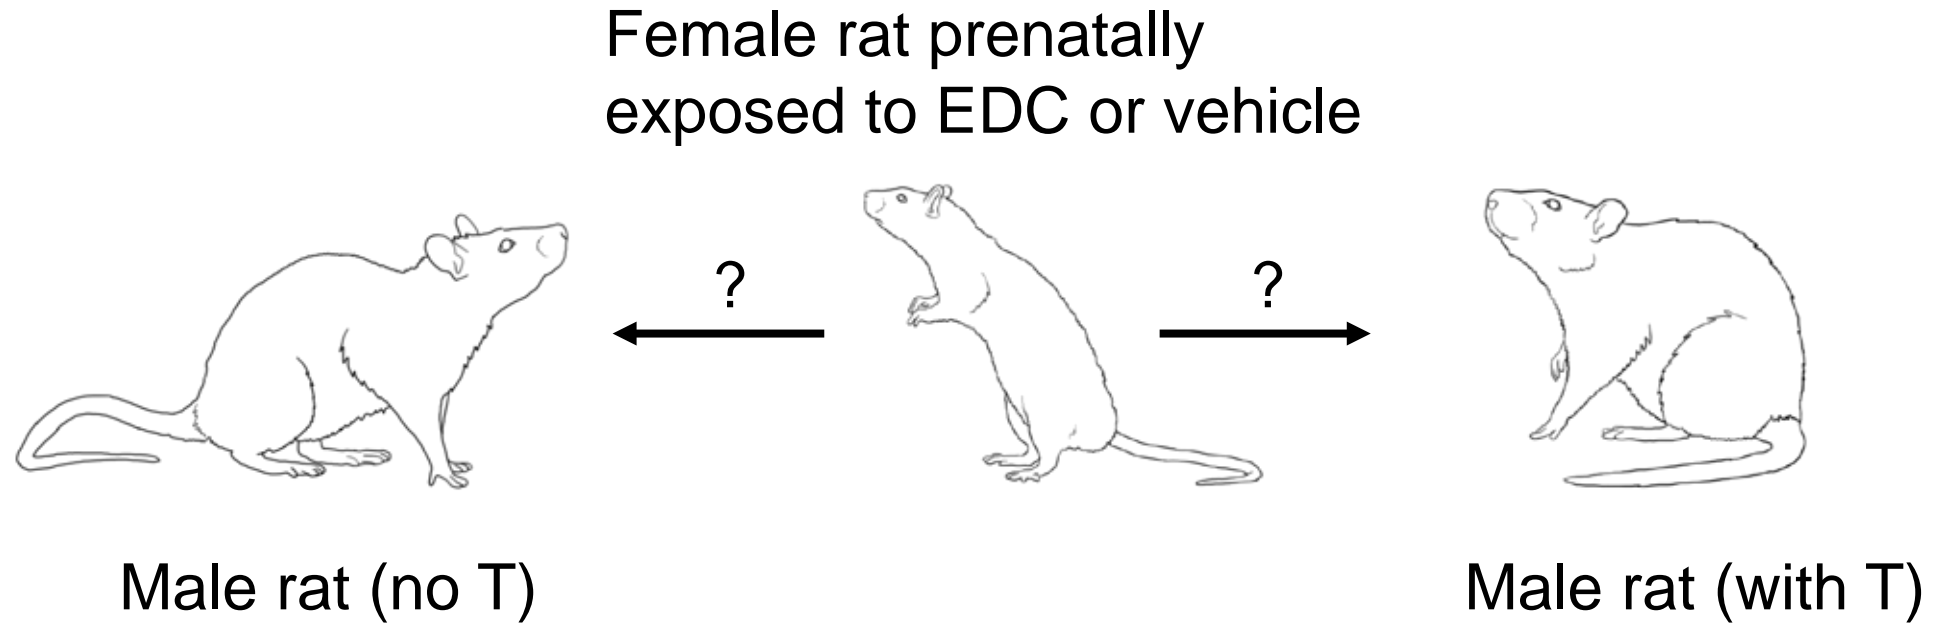 Female rat prenatally
exposed to EDC or vehicle
?
?
Male rat (no T)
Male rat (with T)